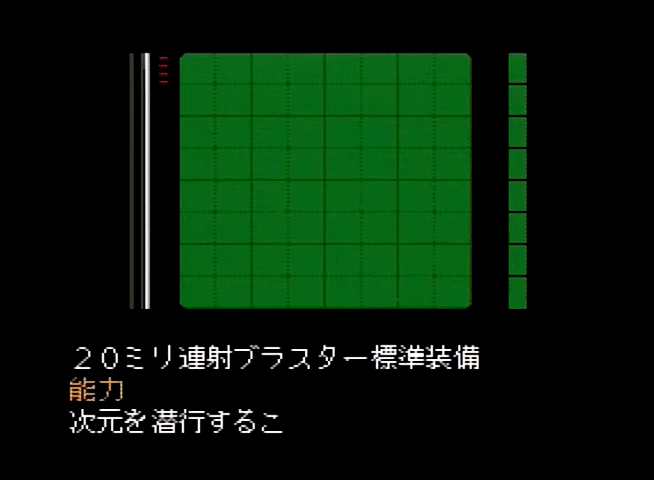 ２０ミリ連射ブラスター標準装備
能力
次元を潜行するこ